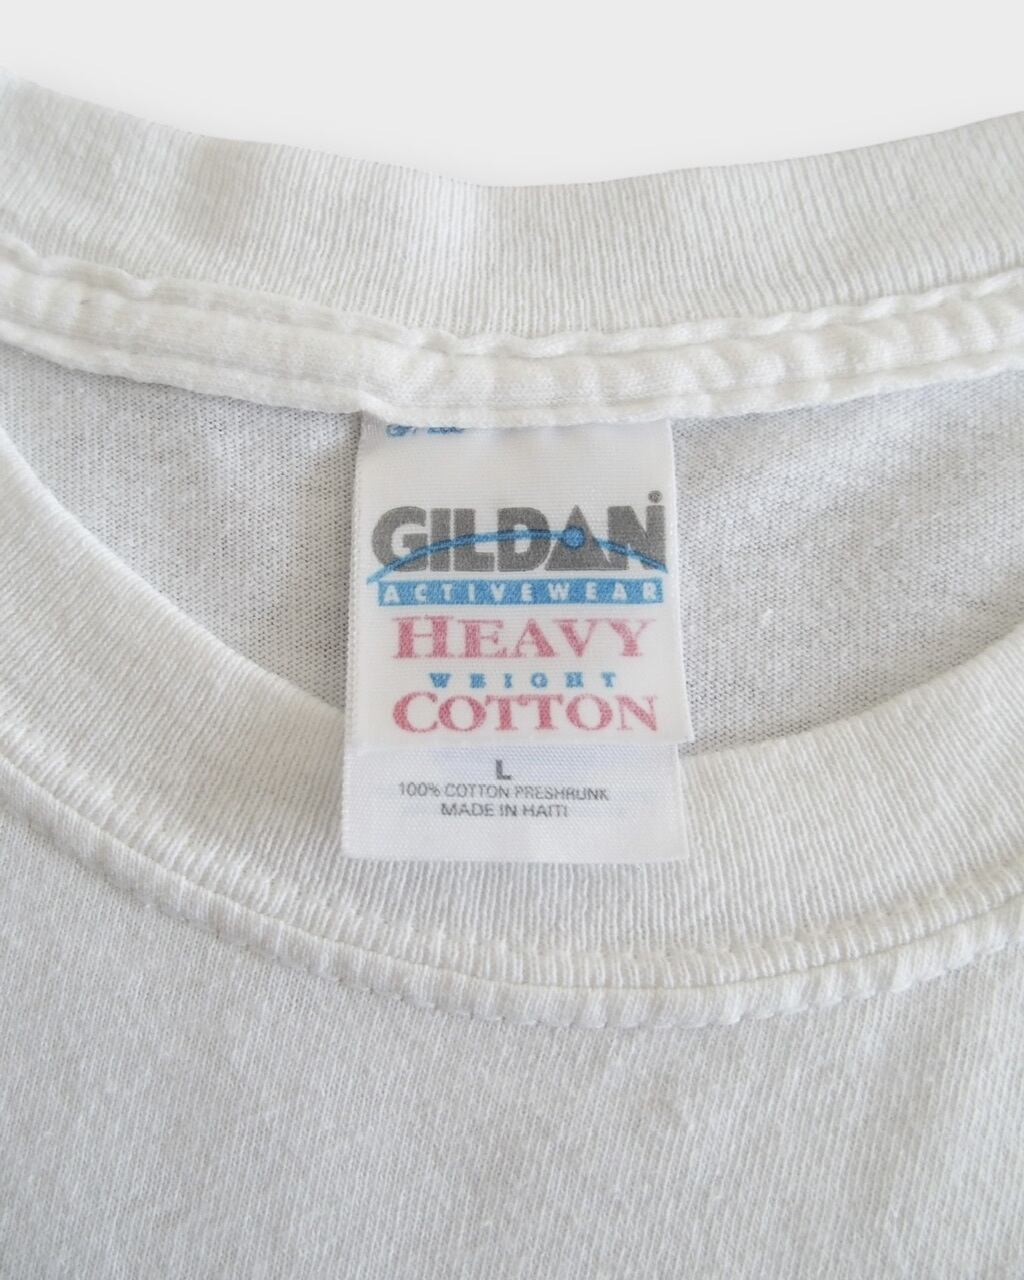 GILDAN®
ACTIVEWEAR
HEAVY
WEIGHT
COTTON
L
100% COTTON PRESHRUNK
MADE IN HAITI